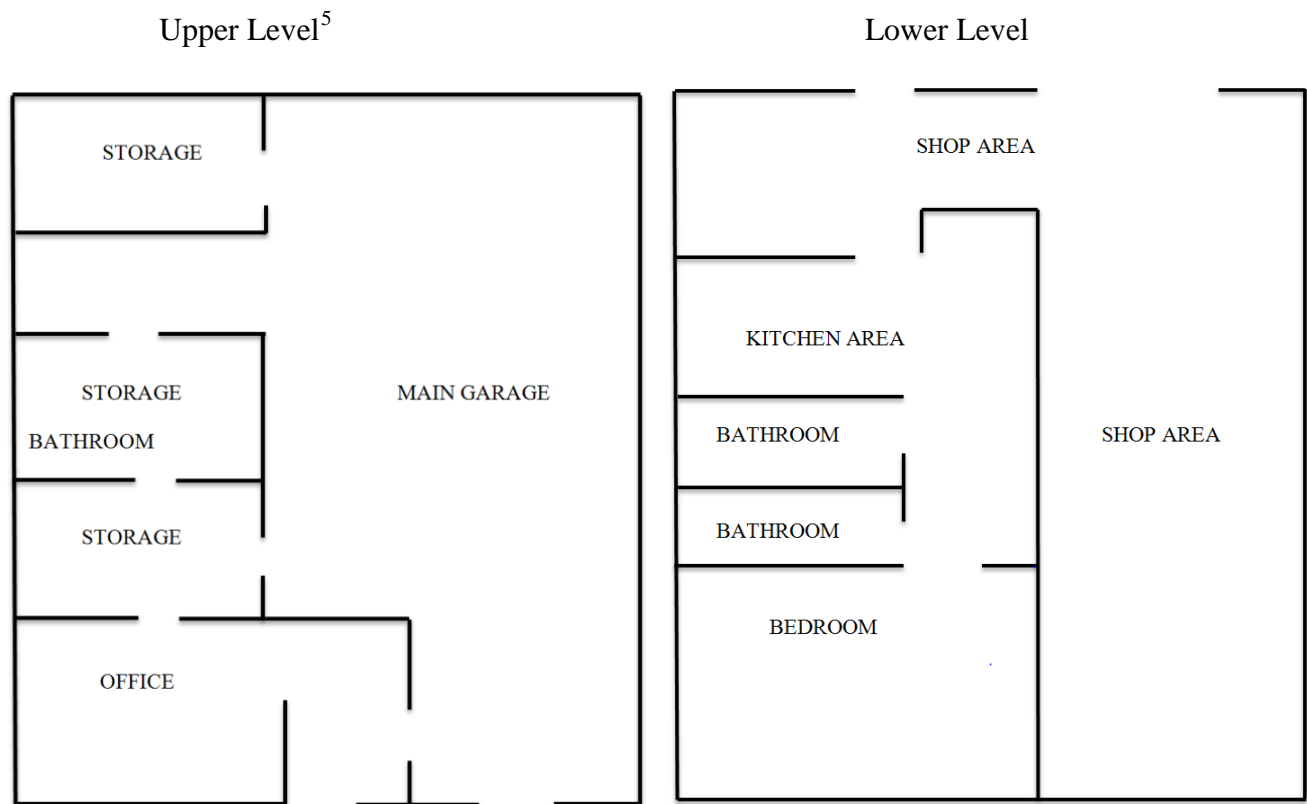 Upper Level⁵
Lower Level
STORAGE
STORAGE
BATHROOM
STORAGE
OFFICE
MAIN GARAGE
SHOP AREA
KITCHEN AREA
BATHROOM
BATHROOM
BEDROOM
SHOP AREA